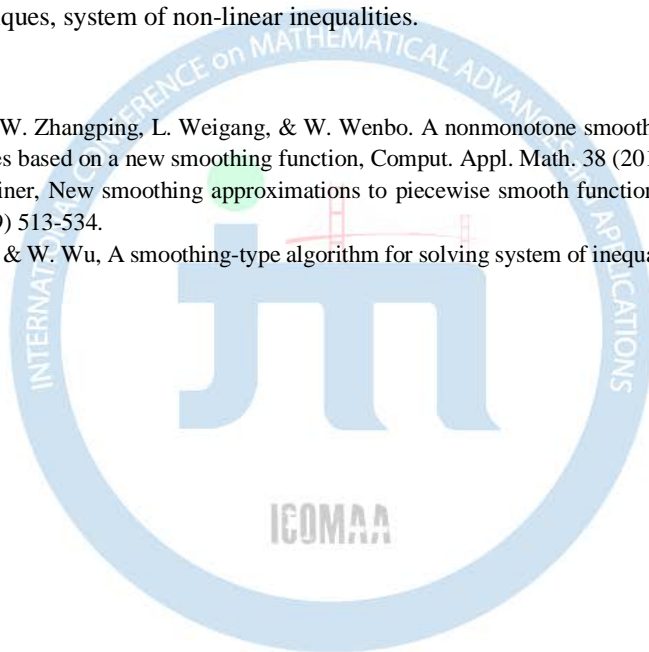 iques, system of non-linear inequalities.
W. Zhangping, L. Weigang, & W. Wenbo. A nonmonotone smooth
es based on a new smoothing function, Comput. Appl. Math. 38 (201
iner, New smoothing approximations to piecewise smooth function
9) 513-534.
& W. Wu, A smoothing-type algorithm for solving system of inequa
INTERNATIONAL CONFERENCE on MATHEMATICAL ADVANCES and APPLICATIONS
ICOMAA